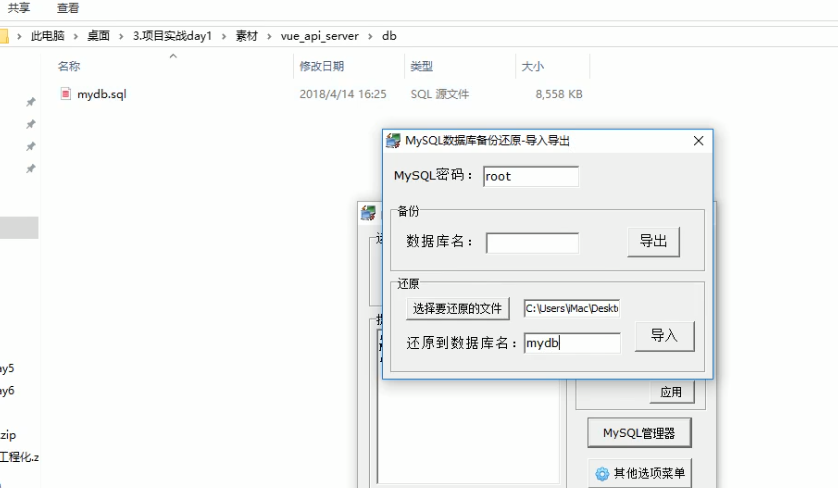 共享 查看
此电脑 > 桌面 > 3.项目实战day1 > 素材 > vue_api_server > db
名称 修改日期 类型 大小
mydb.sql 2018/4/14 16:25 SQL 源文件 8,558 KB
MySQL数据库备份还原-导入导出
MySQL密码： root
备份
数据库名： 导出
还原
选择要还原的文件 C:\Users\iMac\Deskto
还原到数据库名： mydb 导入
ay5
ay6
应用
zip
MySQL管理器
工程化.z
其他选项菜单